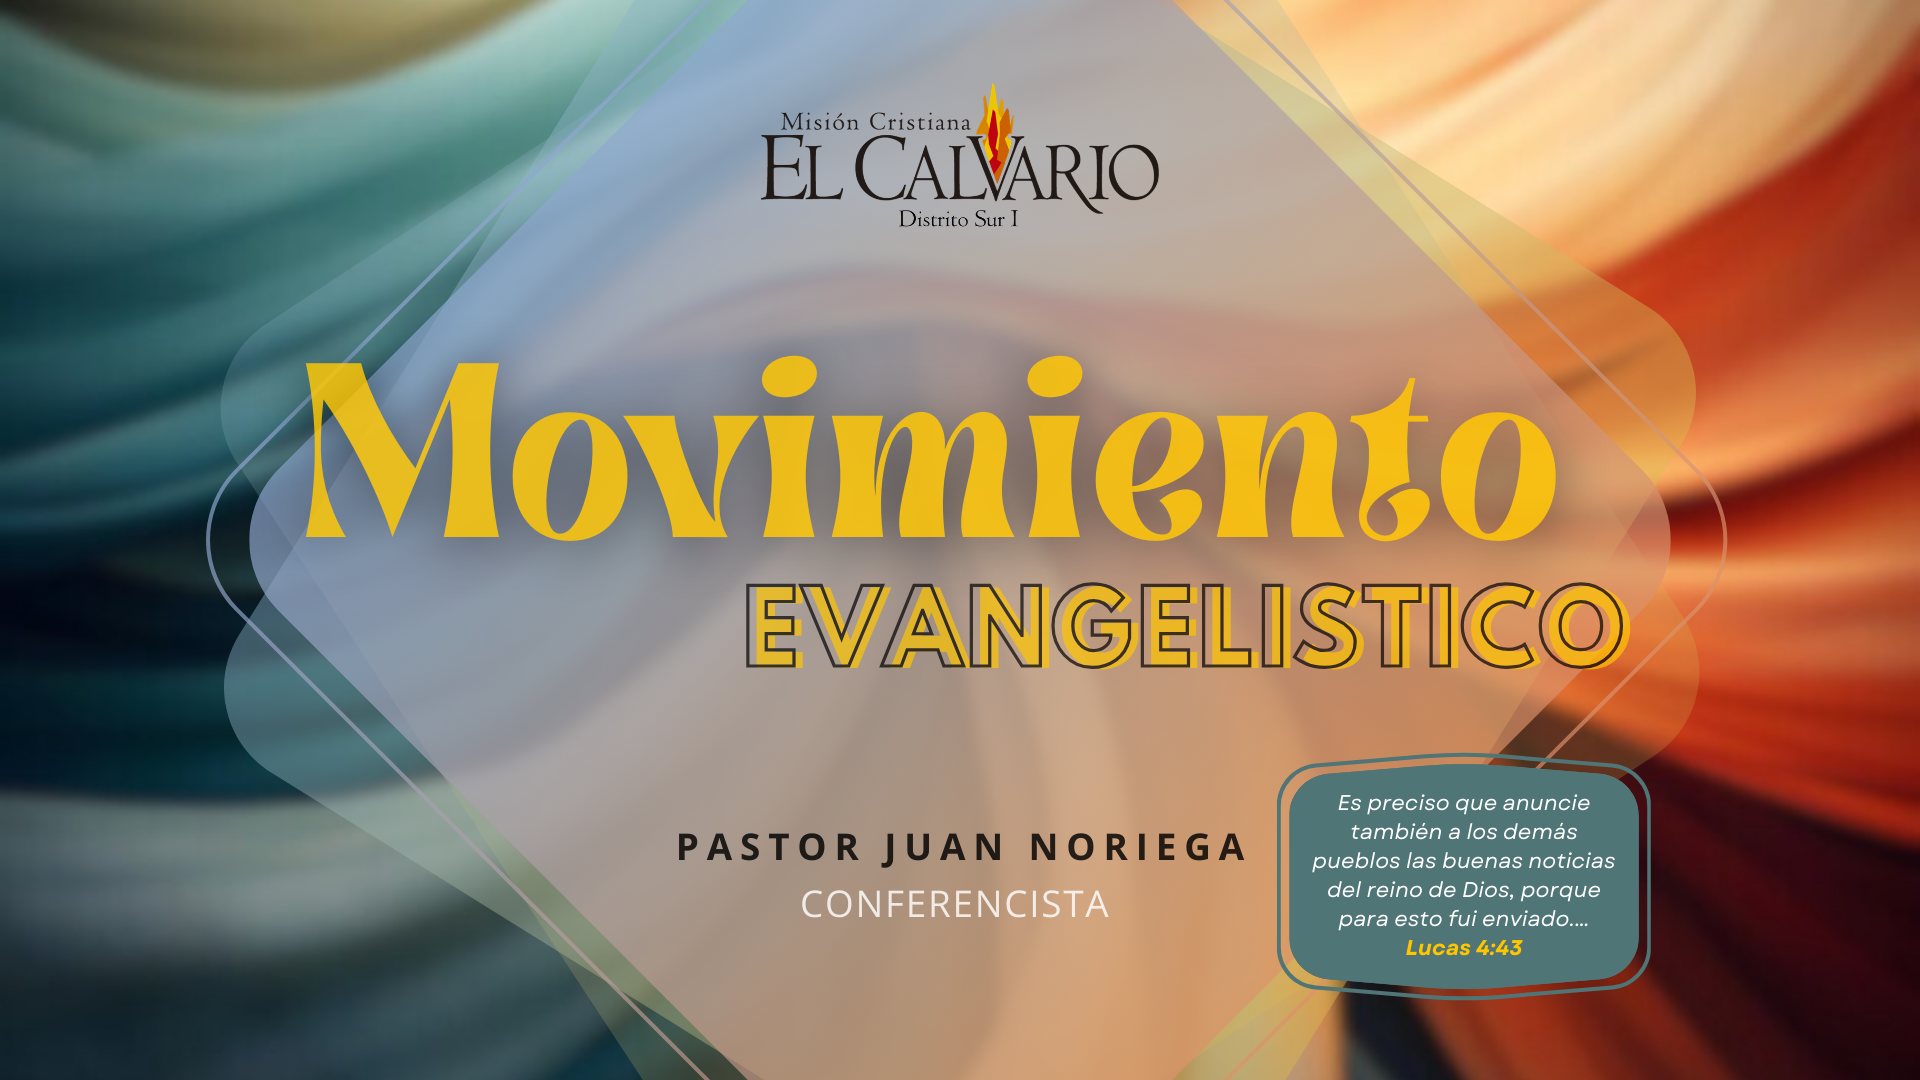 Misión Cristiana
EL CALVARIO
Distrito Sur I
Movimiento
EVANGELISTICO
PASTOR JUAN NORIEGA
CONFERENCISTA
Es preciso que anuncie
también a los demás
pueblos las buenas noticias
del reino de Dios, porque
para esto fui enviado....
Lucas 4:43